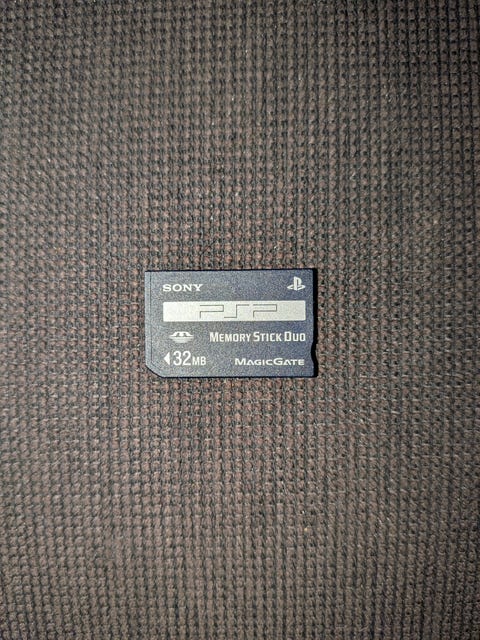 SONY
PSP
MEMORY STICK DUO
32MB
MAGICGATE